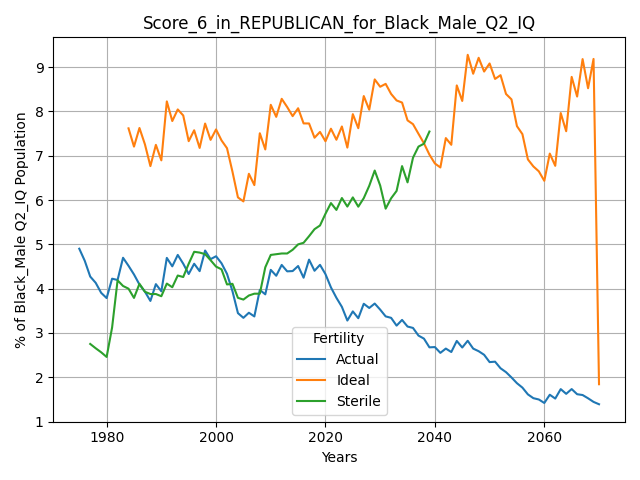 Score_6_in_REPUBLICAN_for_Black_Male_Q2_IQ
% of Black_Male Q2_IQ Population
9
8
7
6
5
4
3
2
1
Fertility
Actual
Ideal
Sterile
1980
2000
2020
2040
2060
Years